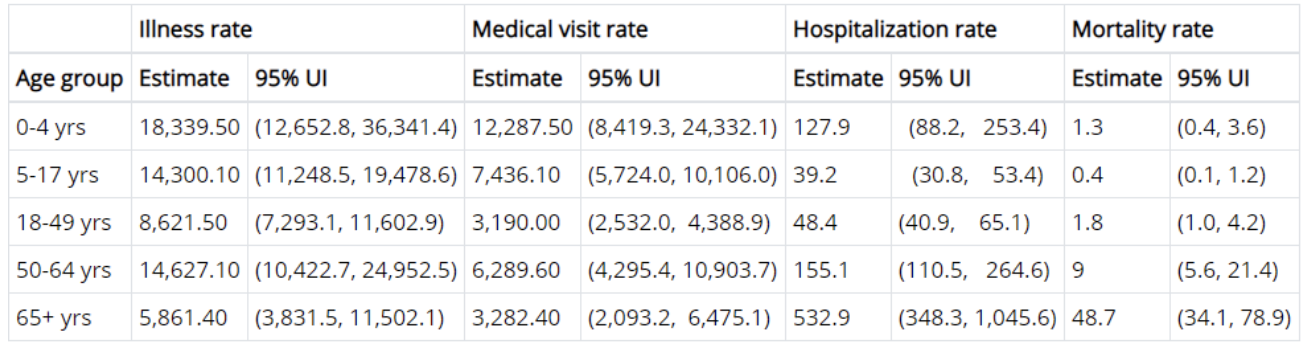 Illness rate Medical visit rate Hospitalization rate Mortality rate
Age group Estimate 95% UI Estimate 95% UI Estimate 95% UI Estimate 95% UI
0-4 yrs 18,339.50 (12,652.8, 36,341.4) 12,287.50 (8,419.3, 24,332.1) 127.9 (88.2, 253.4) 1.3 (0.4, 3.6)
5-17 yrs 14,300.10 (11,248.5, 19,478.6) 7,436.10 (5,724.0, 10,106.0) 39.2 (30.8, 53.4) 0.4 (0.1, 1.2)
18-49 yrs 8,621.50 (7,293.1, 11,602.9) 3,190.00 (2,532.0, 4,388.9) 48.4 (40.9, 65.1) 1.8 (1.0, 4.2)
50-64 yrs 14,627.10 (10,422.7, 24,952.5) 6,289.60 (4,295.4, 10,903.7) 155.1 (110.5, 264.6) 9 (5.6, 21.4)
65+ yrs 5,861.40 (3,831.5, 11,502.1) 3,282.40 (2,093.2, 6,475.1) 532.9 (348.3, 1,045.6) 48.7 (34.1, 78.9)